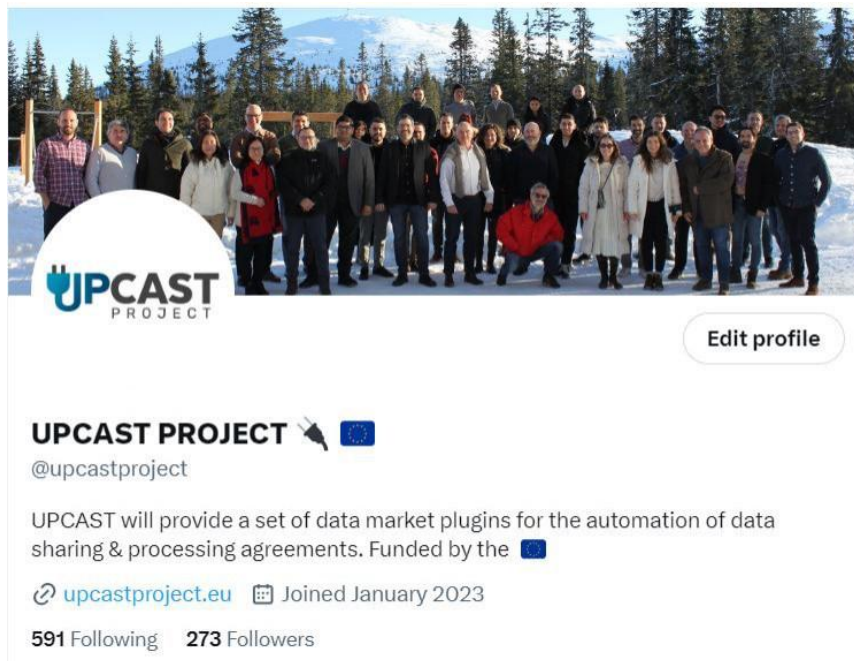 UPCAST
PROJECT
Edit profile
UPCAST PROJECT 🔌 🇪🇺
@upcastproject
UPCAST will provide a set of data market plugins for the automation of data
sharing & processing agreements. Funded by the 🇪🇺
upcastproject.eu Joined January 2023
591 Following 273 Followers